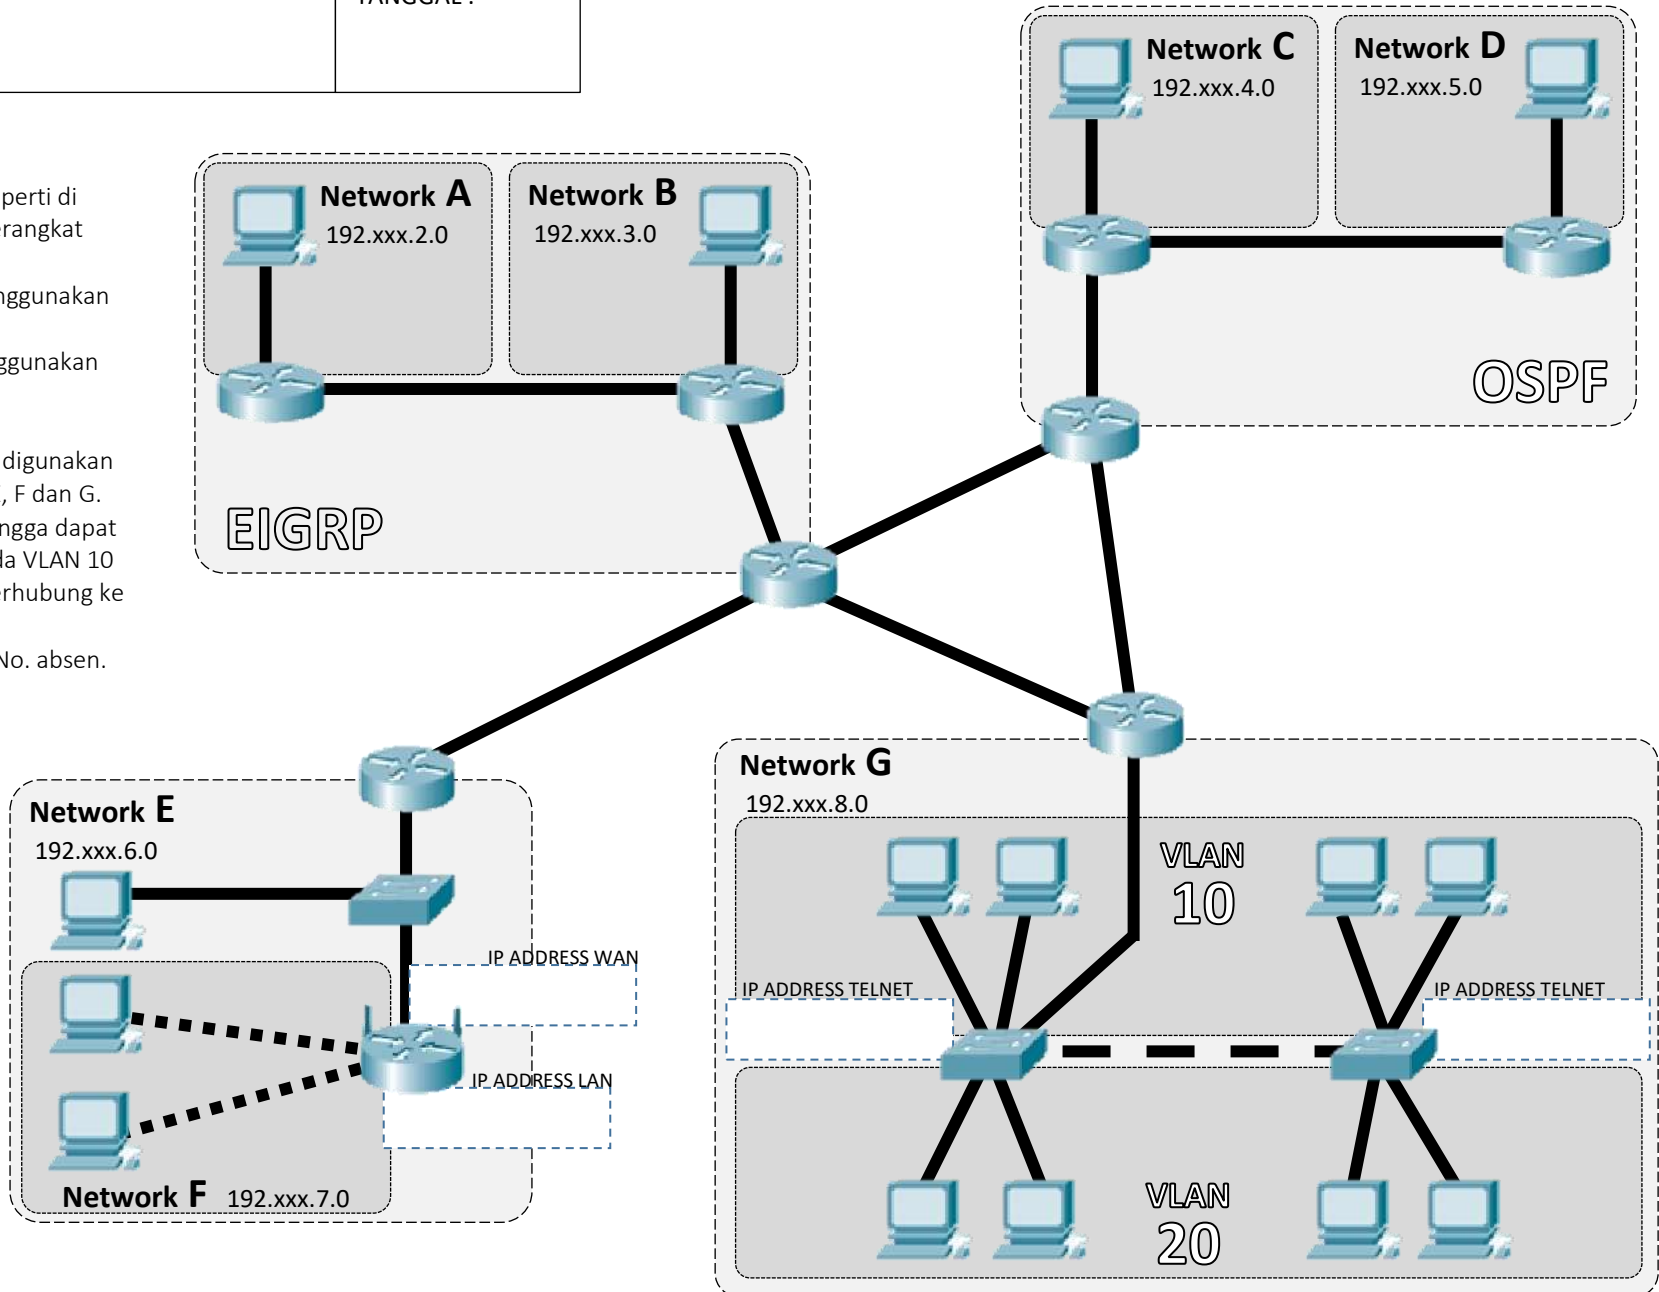 TANGGAL :
perti di
erangkat
nggunakan
ggunakan
digunakan
, F dan G.
ngga dapat
da VLAN 10
erhubung ke
No. absen.
Network A
192.xxx.2.0
Network B
192.xxx.3.0
EIGRP
Network C
192.xxx.4.0
Network D
192.xxx.5.0
OSPF
Network E
192.xxx.6.0
IP ADDRESS WAN
IP ADDRESS LAN
Network F 192.xxx.7.0
Network G
192.xxx.8.0
VLAN
10
IP ADDRESS TELNET
IP ADDRESS TELNET
VLAN
20